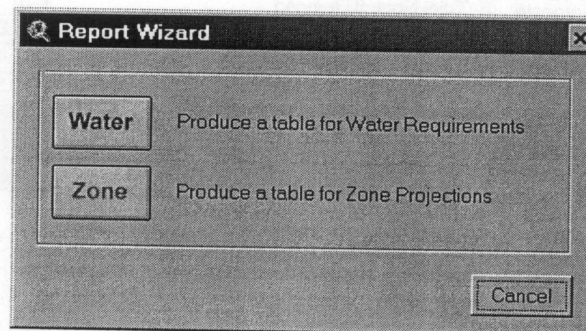 Report Wizard
Water Produce a table for Water Requirements
Zone Produce a table for Zone Projections
Cancel